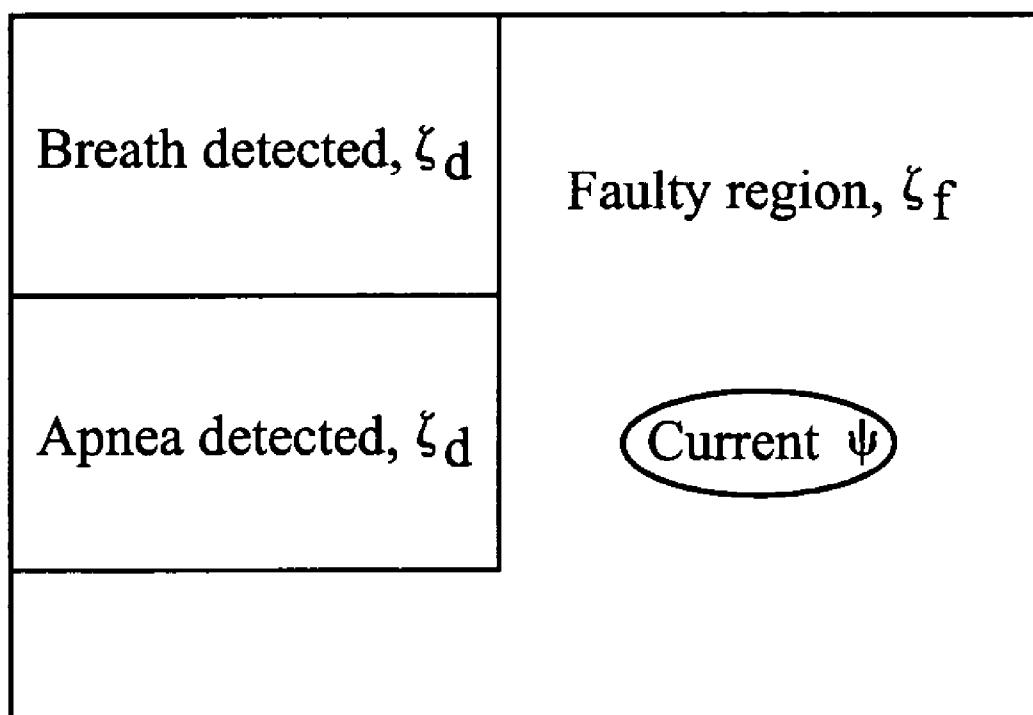 Breath detected, ζd
Faulty region, ζf
Apnea detected, ζd
Current ψ